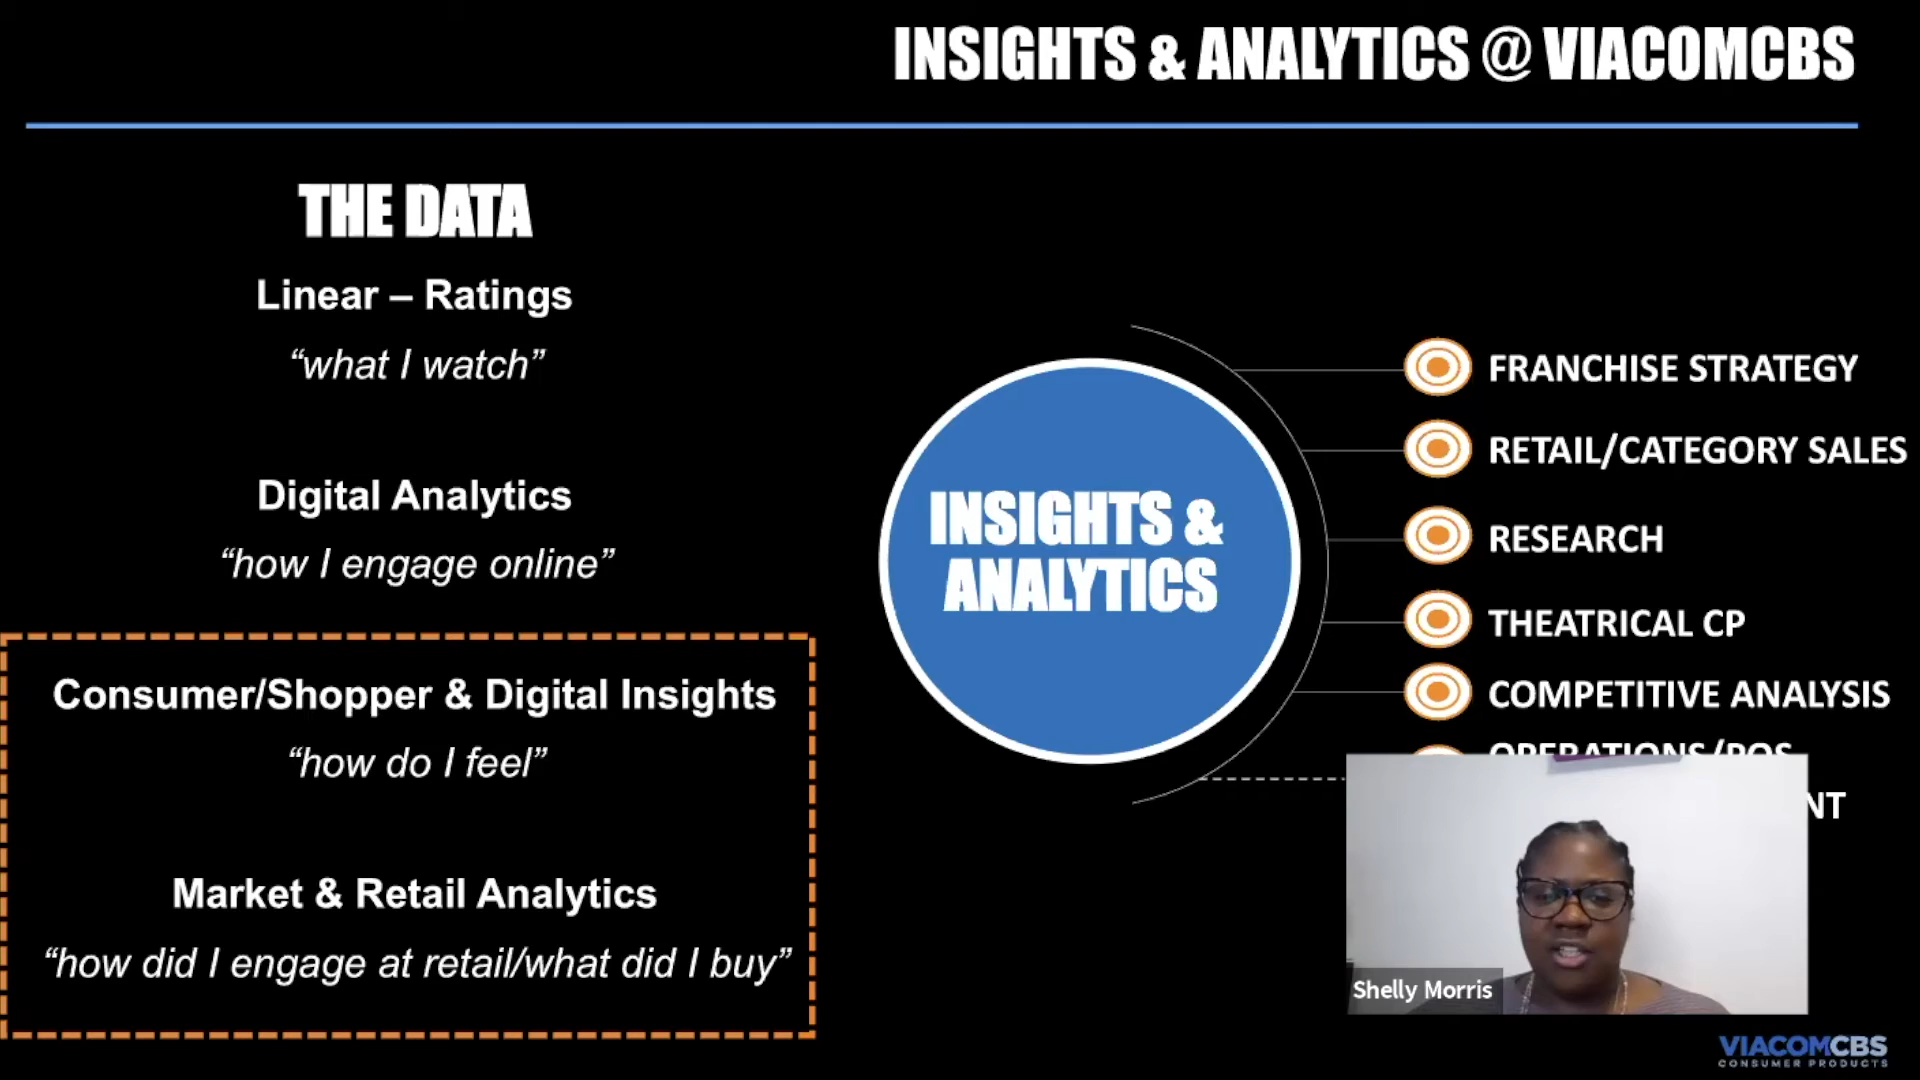 INSIGHTS & ANALYTICS @ VIACOMCBS
THE DATA
Linear – Ratings
“what I watch”
Digital Analytics
“how I engage online”
Consumer/Shopper & Digital Insights
“how do I feel”
Market & Retail Analytics
“how did I engage at retail/what did I buy”
INSIGHTS &
ANALYTICS
FRANCHISE STRATEGY
RETAIL/CATEGORY SALES
RESEARCH
THEATRICAL CP
COMPETITIVE ANALYSIS
OPERATIONS/POS
Shelly Morris
VIACOMCBS
CONSUMER PRODUCTS